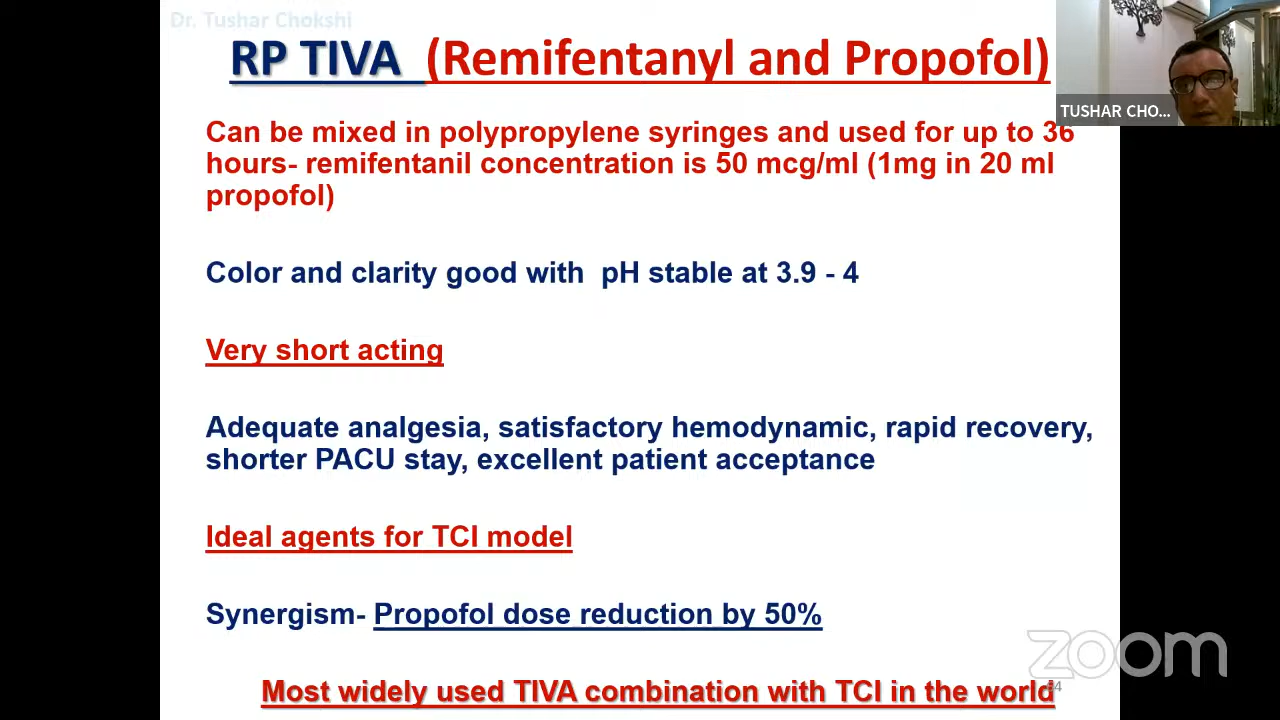 Dr. Tushar Chokshi
RP TIVA (Remifentanyl and Propofol)
TUSHAR CHO...
Can be mixed in polypropylene syringes and used for up to 36
hours- remifentanil concentration is 50 mcg/ml (1mg in 20 ml
propofol)
Color and clarity good with pH stable at 3.9 - 4
Very short acting
Adequate analgesia, satisfactory hemodynamic, rapid recovery,
shorter PACU stay, excellent patient acceptance
Ideal agents for TCI model
Synergism- Propofol dose reduction by 50%
zoom
Most widely used TIVA combination with TCI in the world
64